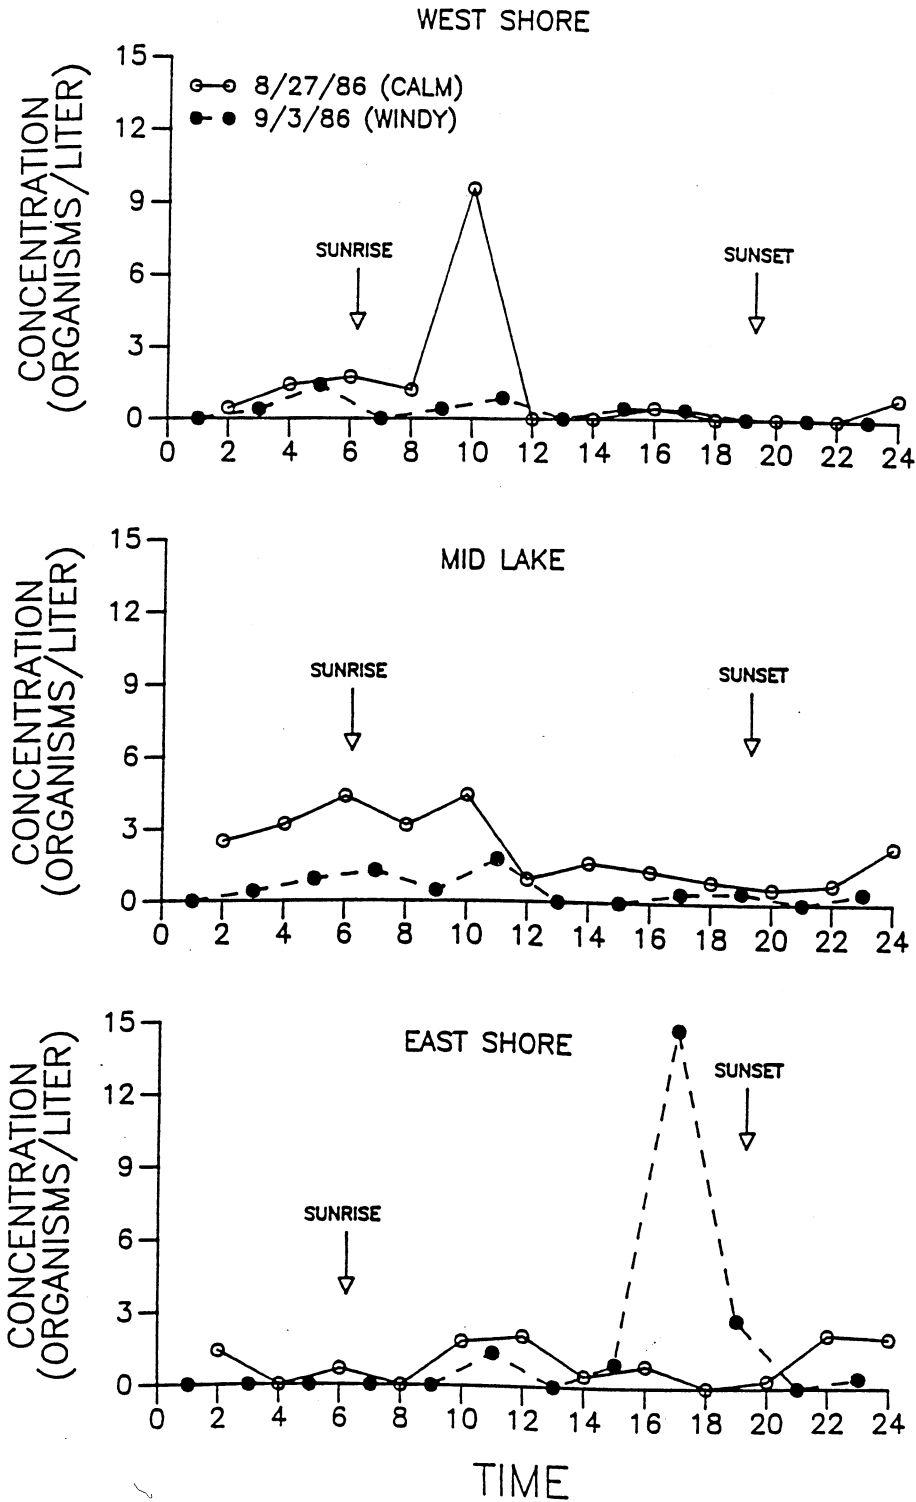 WEST SHORE
CONCENTRATION
(ORGANISMS/LITER)
15
12
9
6
3
0
8/27/86 (CALM)
9/3/86 (WINDY)
SUNRISE
SUNSET
0 2 4 6 8 10 12 14 16 18 20 22 24
MID LAKE
CONCENTRATION
(ORGANISMS/LITER)
15
12
9
6
3
0
SUNRISE
SUNSET
0 2 4 6 8 10 12 14 16 18 20 22 24
EAST SHORE
CONCENTRATION
(ORGANISMS/LITER)
15
12
9
6
3
0
SUNSET
SUNRISE
0 2 4 6 8 10 12 14 16 18 20 22 24
TIME